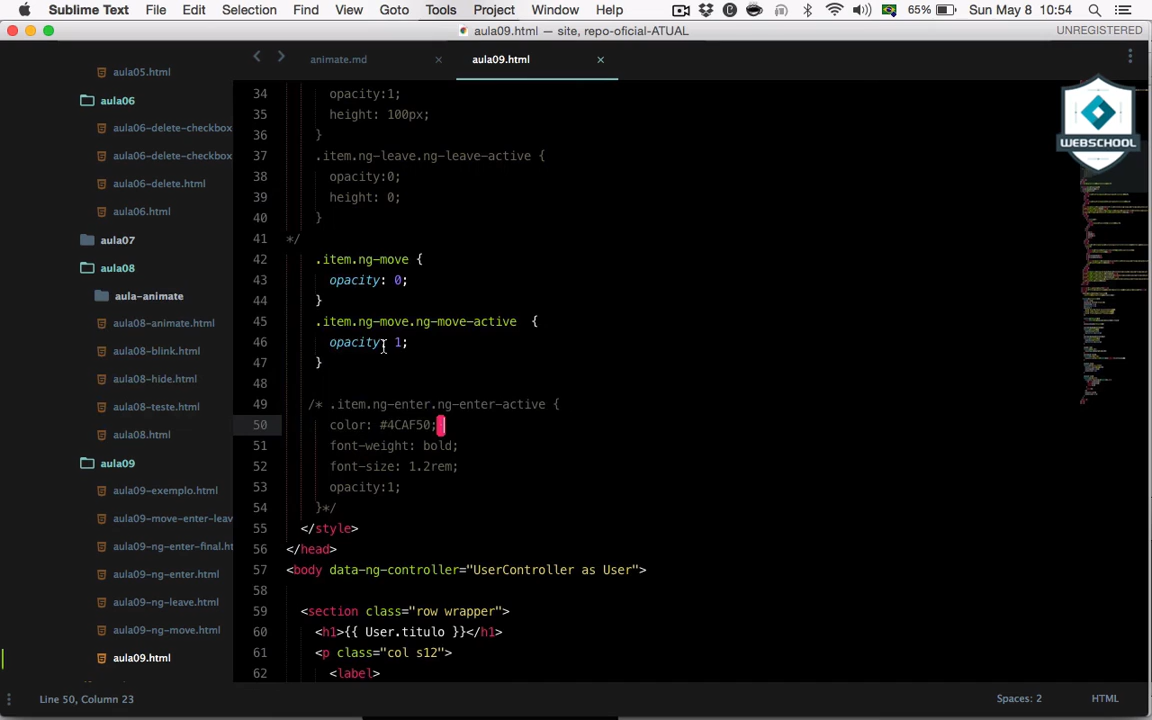 Sublime Text File Edit Selection Find View Goto Tools Project Window Help 65% Sun May 8 10:54
aula09.html — site, repo-oficial-ATUAL UNREGISTERED
aula05.html
aula06
aula06-delete-checkbox
aula06-delete-checkbox
aula06-delete.html
aula06.html
aula07
aula08
aula-animate
aula08-animate.html
aula08-blink.html
aula08-hide.html
aula08-teste.html
aula08.html
aula09
aula09-exemplo.html
aula09-move-enter-leav
aula09-ng-enter-final.ht
aula09-ng-enter.html
aula09-ng-leave.html
aula09-ng-move.html
aula09.html
animate.md aula09.html
34 opacity:1;
35 height: 100px;
36 }
37 .item.ng-leave.ng-leave-active {
38 opacity:0;
39 height: 0;
40 }
41 */
42 .item.ng-move {
43 opacity: 0;
44 }
45 .item.ng-move.ng-move-active {
46 opacity: 1;
47 }
48
49 /* .item.ng-enter.ng-enter-active {
50 color: #4CAF50;
51 font-weight: bold;
52 font-size: 1.2rem;
53 opacity:1;
54 }*/
55 </style>
56 </head>
57 <body data-ng-controller="UserController as User">
58
59 <section class="row wrapper">
60 <h1>{{ User.titulo }}</h1>
61 <p class="col s12">
62 <label>
WEBSCHOOL
Line 50, Column 23 Spaces: 2 HTML